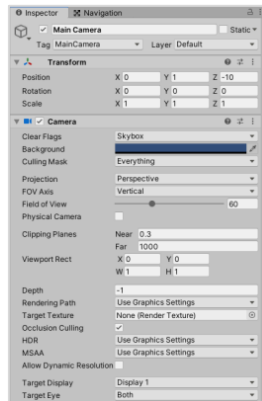 Inspector Navigation
Main Camera Static
Tag MainCamera Layer Default
Transform
Position X 0 Y 1 Z -10
Rotation X 0 Y 0 Z 0
Scale X 1 Y 1 Z 1
Camera
Clear Flags Skybox
Background
Culling Mask Everything
Projection Perspective
FOV Axis Vertical
Field of View 60
Physical Camera
Clipping Planes Near 0.3
Far 1000
Viewport Rect X 0 Y 0
W 1 H 1
Depth -1
Rendering Path Use Graphics Settings
Target Texture None (Render Texture)
Occlusion Culling
HDR Use Graphics Settings
MSAA Use Graphics Settings
Allow Dynamic Resolution
Target Display Display 1
Target Eye Both